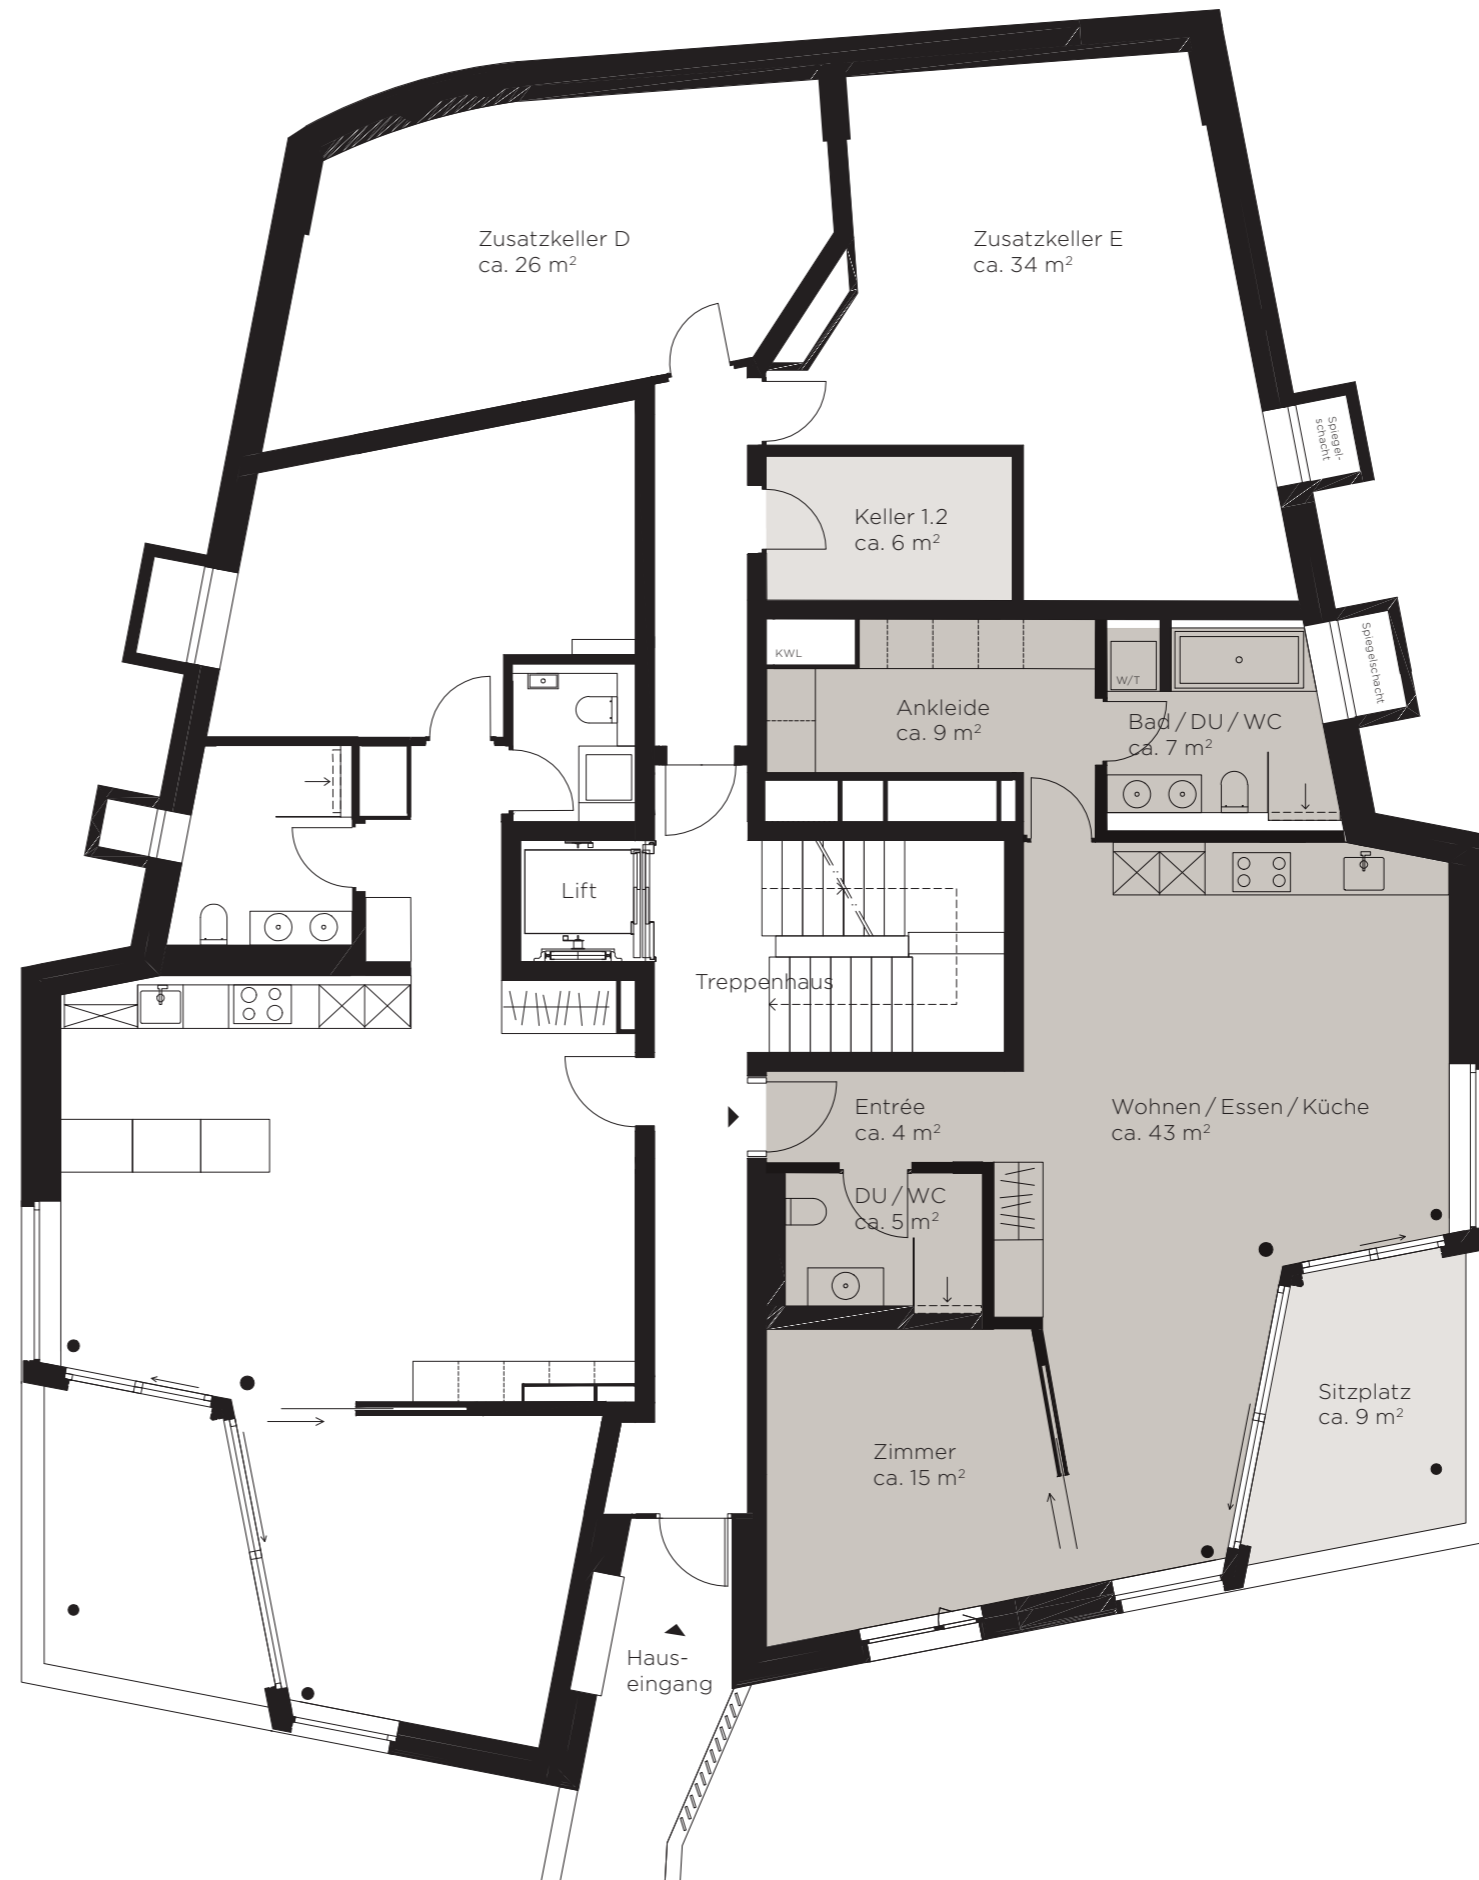 Zusatzkeller D
ca. 26 m²
Zusatzkeller E
ca. 34 m²
Spiegel-
schacht
Keller 1.2
ca. 6 m²
KWL
W/T
Spiegelschacht
Ankleide
ca. 9 m²
Bad / DU / WC
ca. 7 m²
Lift
Treppenhaus
Entrée
ca. 4 m²
Wohnen / Essen / Küche
ca. 43 m²
DU / WC
ca. 5 m²
Sitzplatz
ca. 9 m²
Zimmer
ca. 15 m²
Haus-
eingang